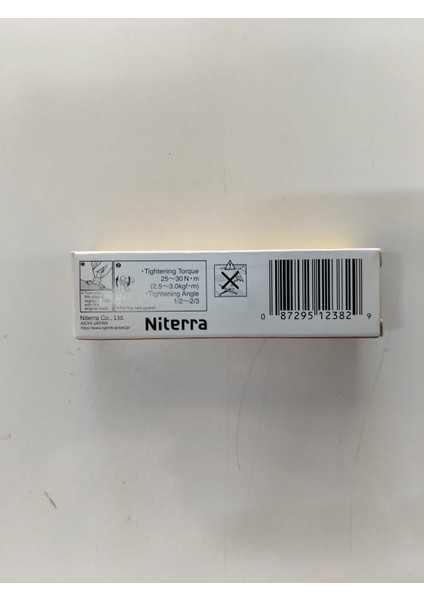 ・Tightening Torque
25～30N・m
(2.5～3.0kgf・m)
・Tightening Angle
1/2～2/3
Niterra Co., Ltd.
AICHI JAPAN
Niterra
0 87295 12382 9